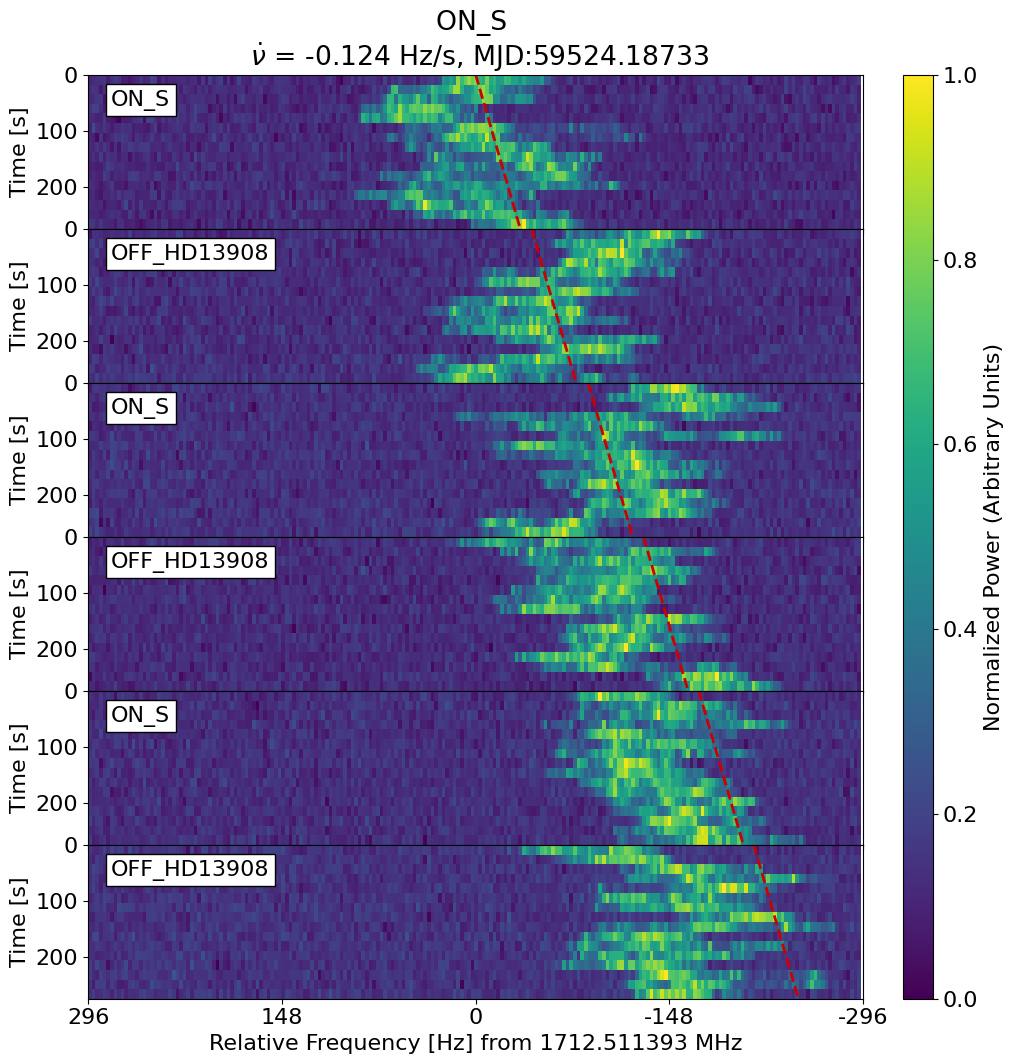 ON_S
ν̇ = -0.124 Hz/s, MJD:59524.18733
0
100
200
Time [s]
ON_S
0
100
200
Time [s]
OFF_HD13908
0
100
200
Time [s]
ON_S
0
100
200
Time [s]
OFF_HD13908
0
100
200
Time [s]
ON_S
0
100
200
Time [s]
OFF_HD13908
296 148 0 -148 -296
Relative Frequency [Hz] from 1712.511393 MHz
1.0
0.8
0.6
0.4
0.2
0.0
Normalized Power (Arbitrary Units)